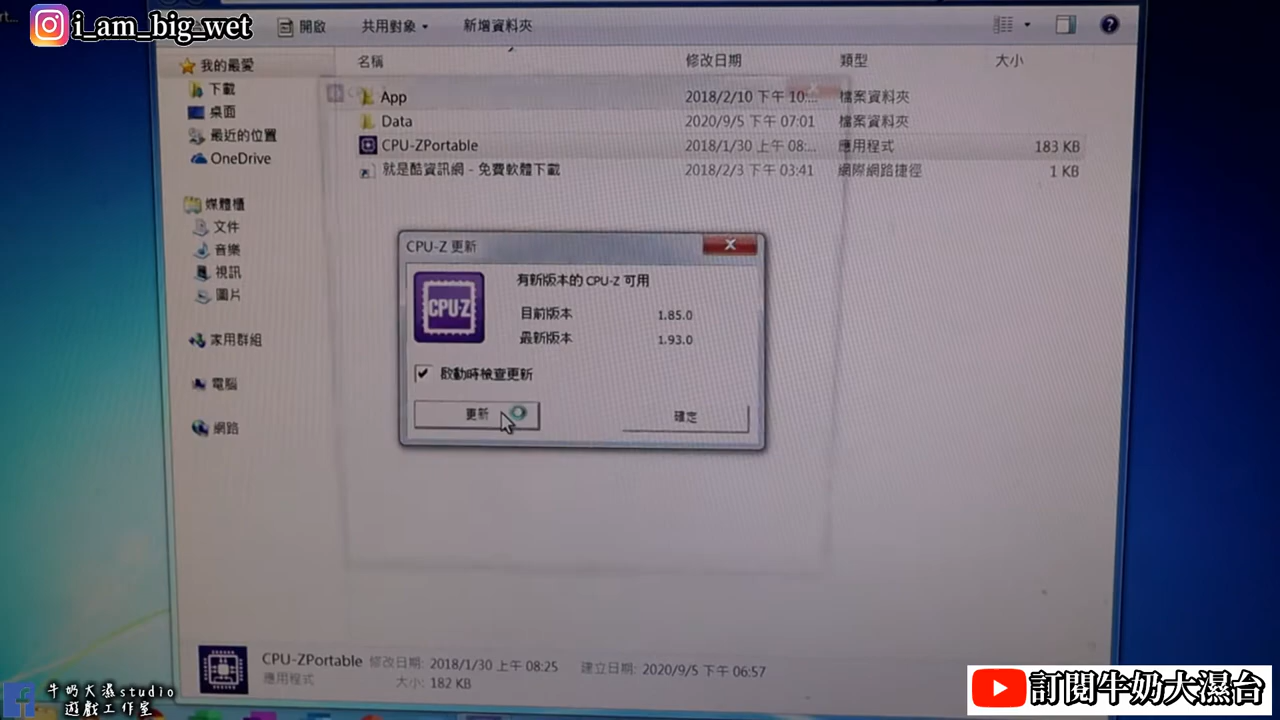 i_am_big_wet
開啟 共用對象 新增資料夾
名稱 修改日期 類型 大小
我的最愛
下載
桌面
最近的位置
OneDrive
媒體櫃
文件
音樂
視訊
圖片
家用群組
電腦
網路
App 2018/2/10 下午 10:... 檔案資料夾
Data 2020/9/5 下午 07:01 檔案資料夾
CPU-ZPortable 2018/1/30 上午 08:... 應用程式 183 KB
就是酷資訊網 - 免費軟體下載 2018/2/3 下午 03:41 網際網路捷徑 1 KB
CPU-Z 更新
CPU-Z
有新版本的 CPU-Z 可用
目前版本 1.85.0
最新版本 1.93.0
啟動時檢查更新
更新 確定
CPU-ZPortable 修改日期: 2018/1/30 上午 08:25 建立日期: 2020/9/5 下午 06:57
應用程式 大小: 182 KB
牛奶大濕studio
遊戲工作室
訂閱牛奶大濕台